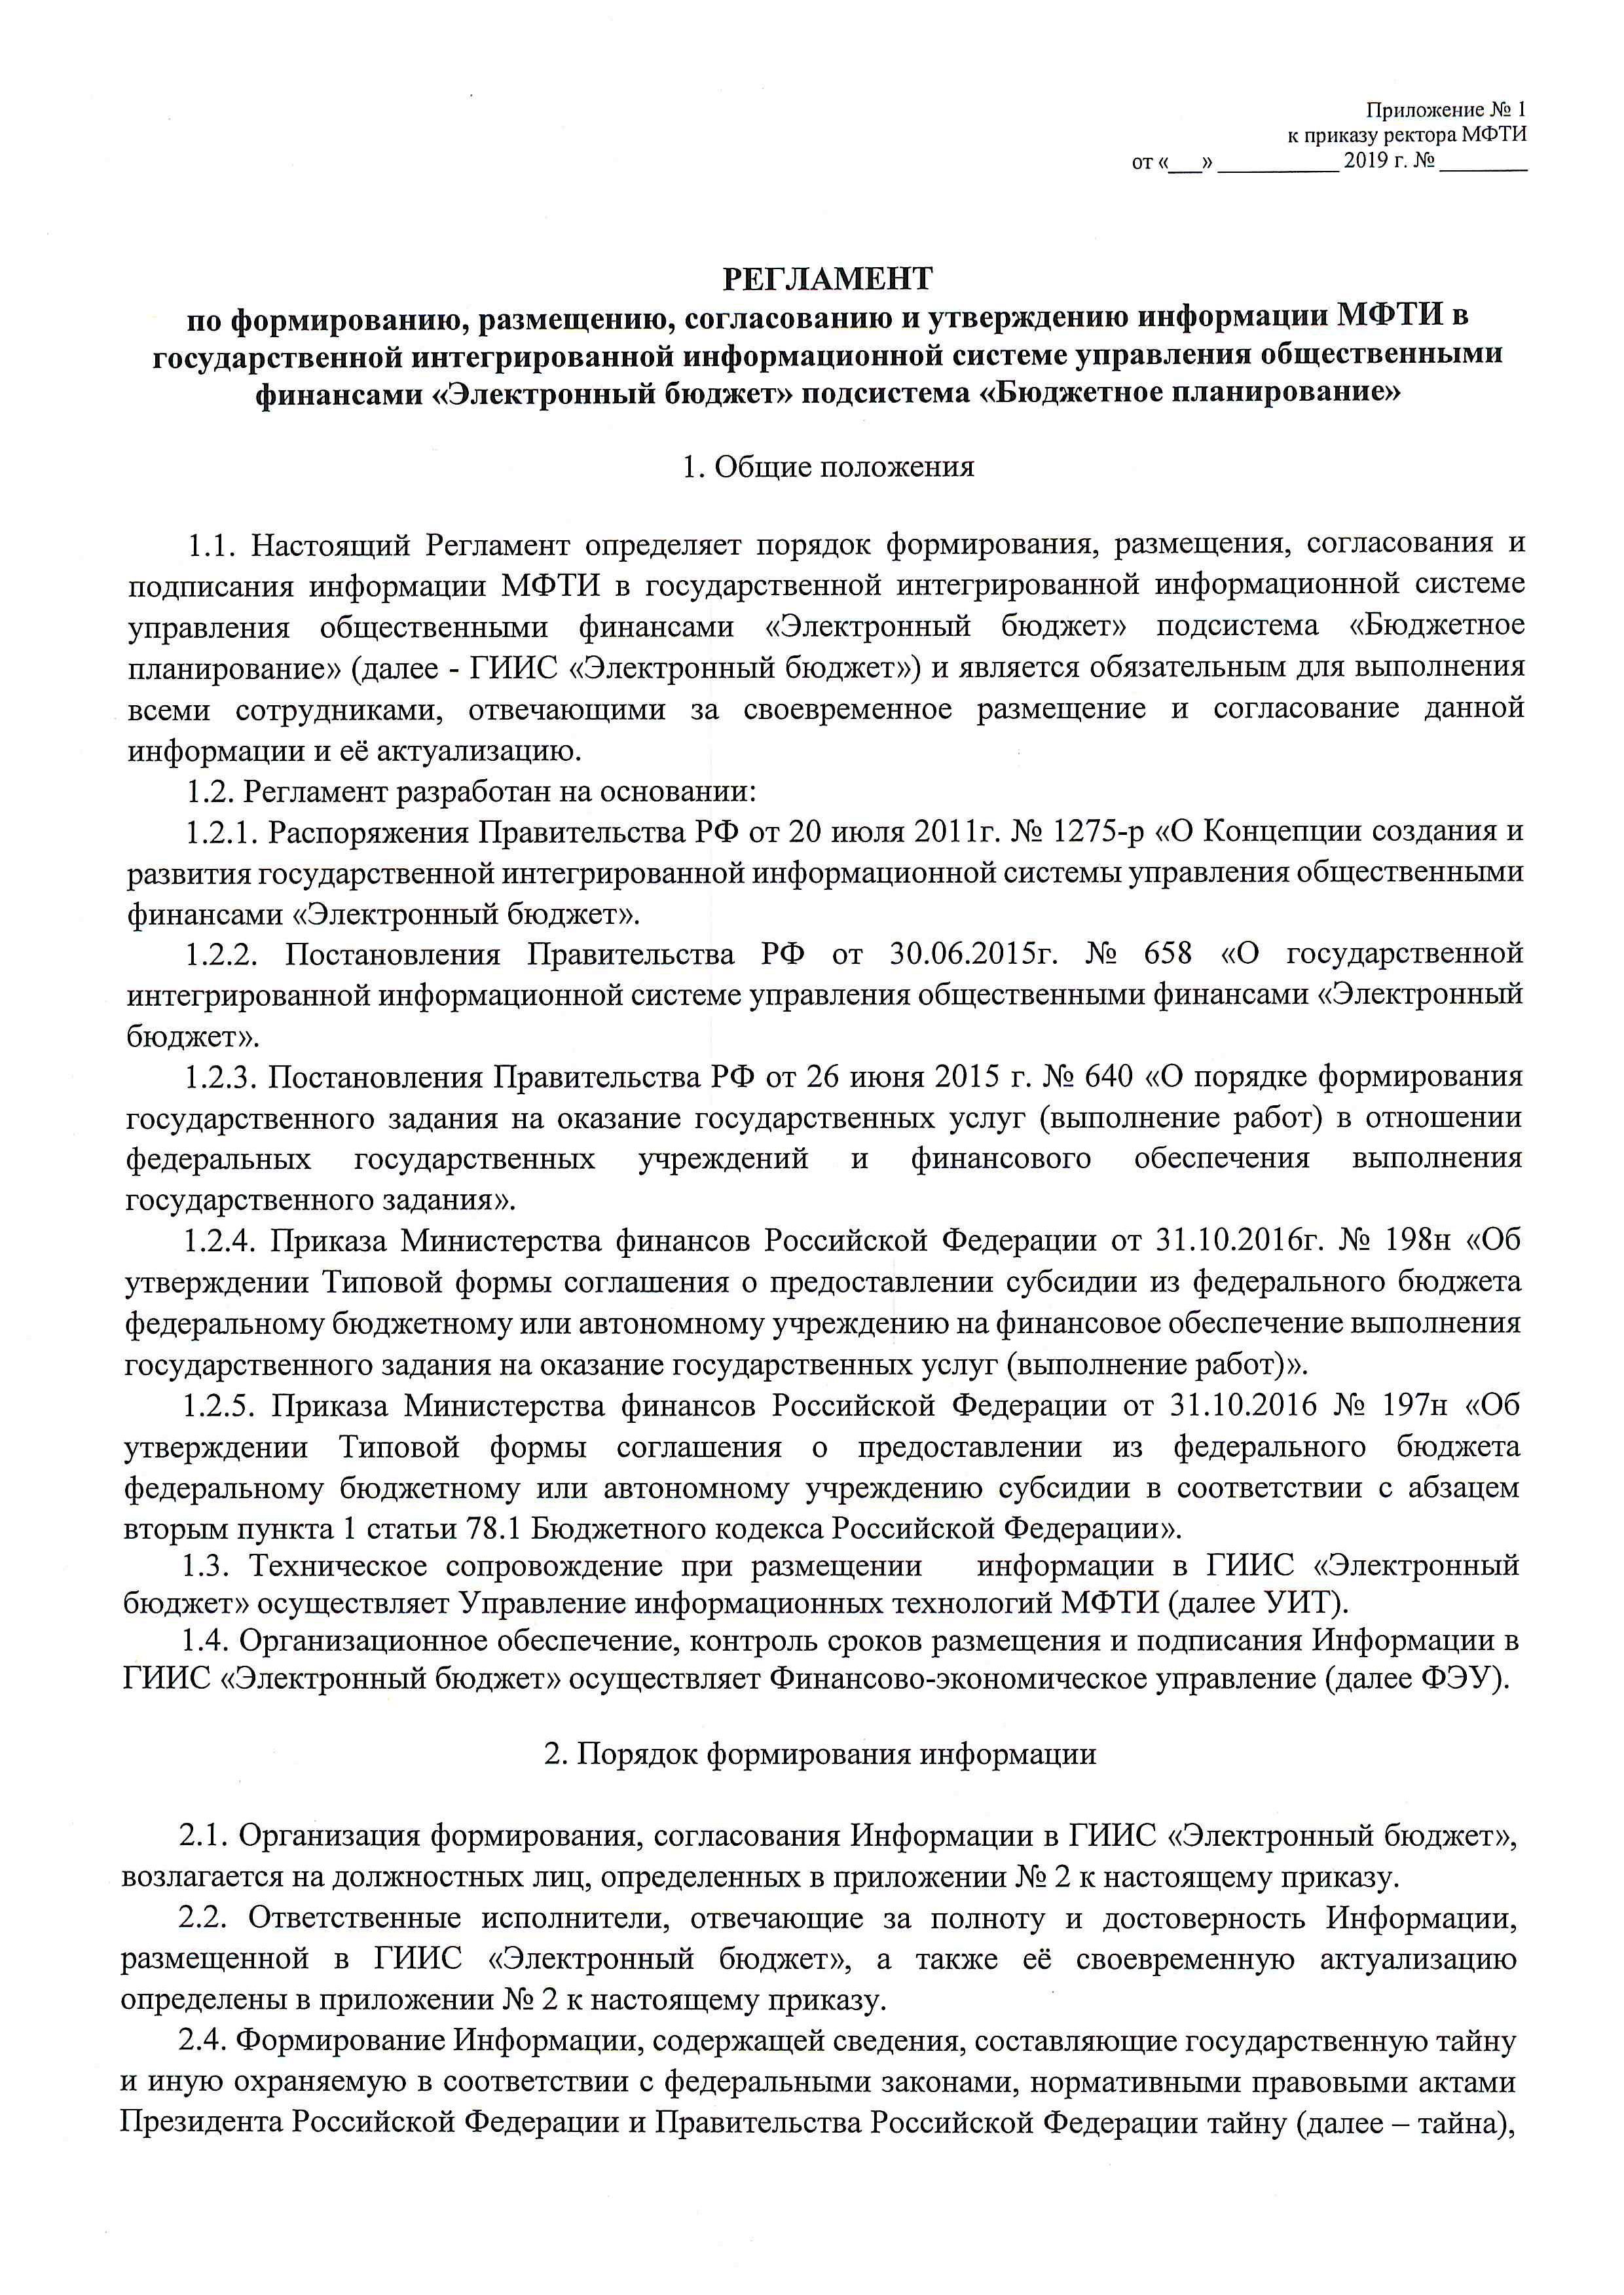 Приложение № 1
к приказу ректора МФТИ
от «___» ___________ 2019 г. № ________
РЕГЛАМЕНТ
по формированию, размещению, согласованию и утверждению информации МФТИ в
государственной интегрированной информационной системе управления общественными
финансами «Электронный бюджет» подсистема «Бюджетное планирование»
1. Общие положения
1.1. Настоящий Регламент определяет порядок формирования, размещения, согласования и
подписания информации МФТИ в государственной интегрированной информационной системе
управления общественными финансами «Электронный бюджет» подсистема «Бюджетное
планирование» (далее - ГИИС «Электронный бюджет») и является обязательным для выполнения
всеми сотрудниками, отвечающими за своевременное размещение и согласование данной
информации и её актуализацию.
1.2. Регламент разработан на основании:
1.2.1. Распоряжения Правительства РФ от 20 июля 2011г. № 1275-р «О Концепции создания и
развития государственной интегрированной информационной системы управления общественными
финансами «Электронный бюджет».
1.2.2. Постановления Правительства РФ от 30.06.2015г. № 658 «О государственной
интегрированной информационной системе управления общественными финансами «Электронный
бюджет».
1.2.3. Постановления Правительства РФ от 26 июня 2015 г. № 640 «О порядке формирования
государственного задания на оказание государственных услуг (выполнение работ) в отношении
федеральных государственных учреждений и финансового обеспечения выполнения
государственного задания».
1.2.4. Приказа Министерства финансов Российской Федерации от 31.10.2016г. № 198н «Об
утверждении Типовой формы соглашения о предоставлении субсидии из федерального бюджета
федеральному бюджетному или автономному учреждению на финансовое обеспечение выполнения
государственного задания на оказание государственных услуг (выполнение работ)».
1.2.5. Приказа Министерства финансов Российской Федерации от 31.10.2016 № 197н «Об
утверждении Типовой формы соглашения о предоставлении из федерального бюджета
федеральному бюджетному или автономному учреждению субсидии в соответствии с абзацем
вторым пункта 1 статьи 78.1 Бюджетного кодекса Российской Федерации».
1.3. Техническое сопровождение при размещении информации в ГИИС «Электронный
бюджет» осуществляет Управление информационных технологий МФТИ (далее УИТ).
1.4. Организационное обеспечение, контроль сроков размещения и подписания Информации в
ГИИС «Электронный бюджет» осуществляет Финансово-экономическое управление (далее ФЭУ).
2. Порядок формирования информации
2.1. Организация формирования, согласования Информации в ГИИС «Электронный бюджет»,
возлагается на должностных лиц, определенных в приложении № 2 к настоящему приказу.
2.2. Ответственные исполнители, отвечающие за полноту и достоверность Информации,
размещенной в ГИИС «Электронный бюджет», а также её своевременную актуализацию
определены в приложении № 2 к настоящему приказу.
2.4. Формирование Информации, содержащей сведения, составляющие государственную тайну
и иную охраняемую в соответствии с федеральными законами, нормативными правовыми актами
Президента Российской Федерации и Правительства Российской Федерации тайну (далее – тайна),